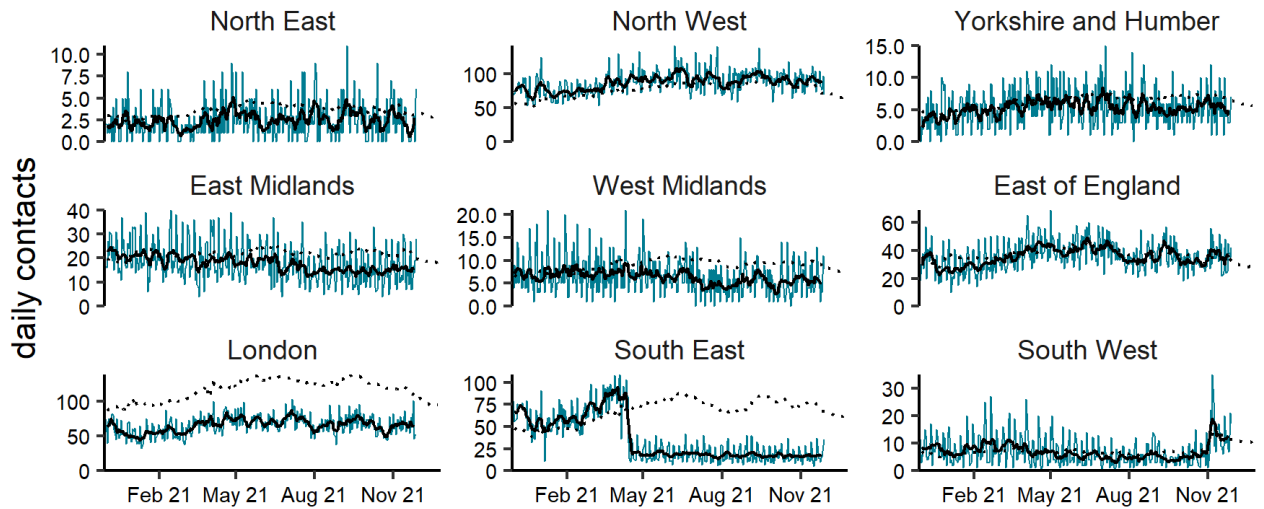 North East North West Yorkshire and Humber
10.0 7.5 5.0 2.5 0.0
100 50 0
15.0 10.0 5.0 0.0
East Midlands West Midlands East of England
40 30 20 10 0
20.0 15.0 10.0 5.0 0.0
60 40 20 0
London South East South West
100 50 0
100 75 50 25 0
30 20 10 0
Feb 21 May 21 Aug 21 Nov 21 Feb 21 May 21 Aug 21 Nov 21 Feb 21 May 21 Aug 21 Nov 21
daily contacts